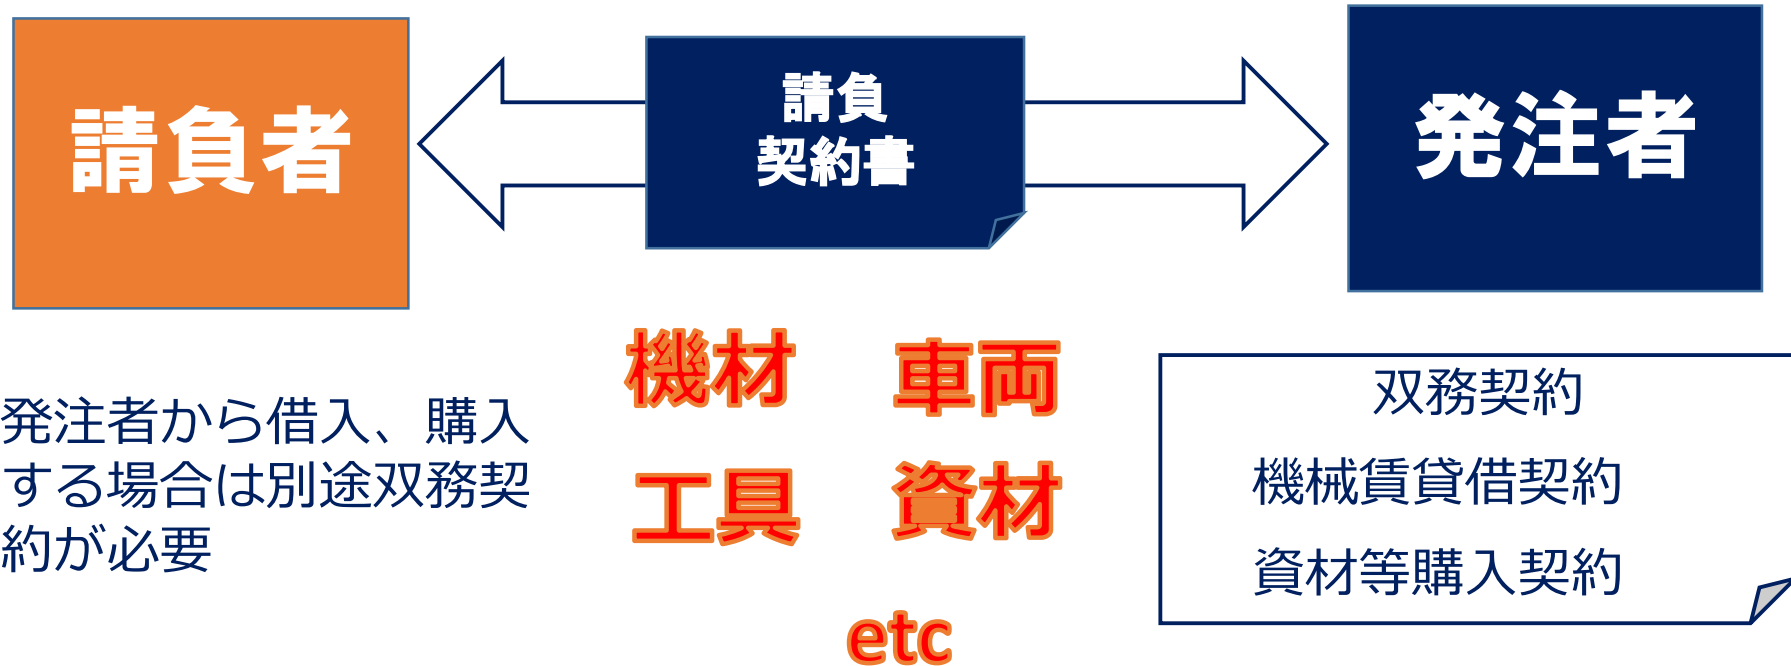 請負者
請負
契約書
発注者
発注者から借入、購入
する場合は別途双務契
約が必要
機材
車両
工具
資材
etc
双務契約
機械賃貸借契約
資材等購入契約